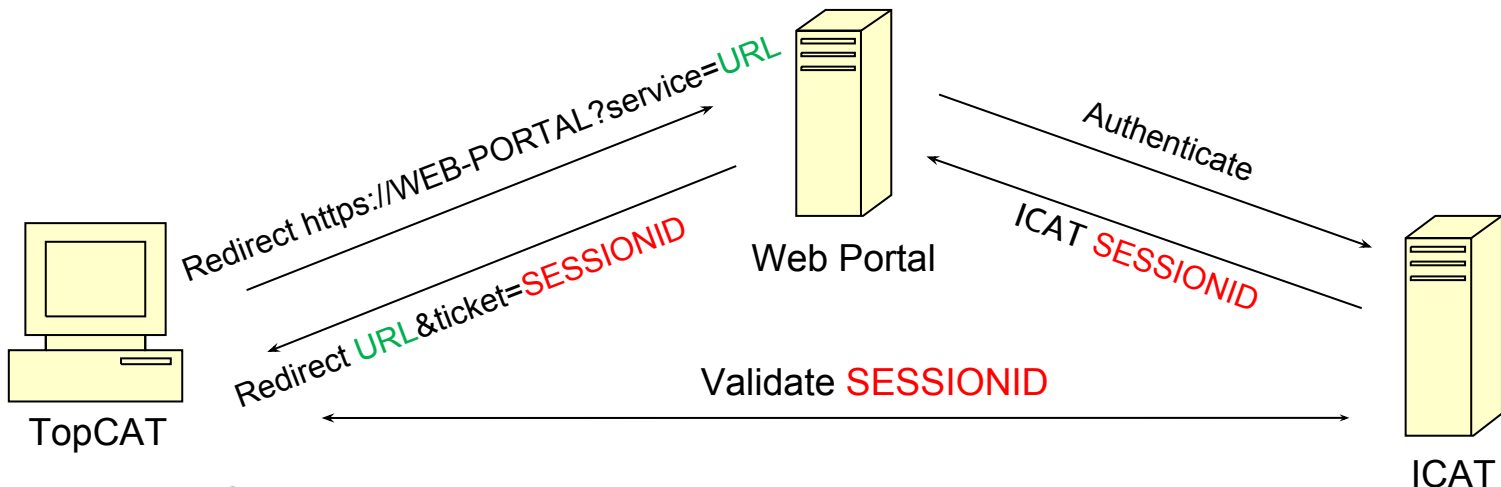 Redirect https://WEB-PORTAL?service=URL
Authenticate
ICAT SESSIONID
Web Portal
Redirect URL&ticket=SESSIONID
Validate SESSIONID
TopCAT
ICAT